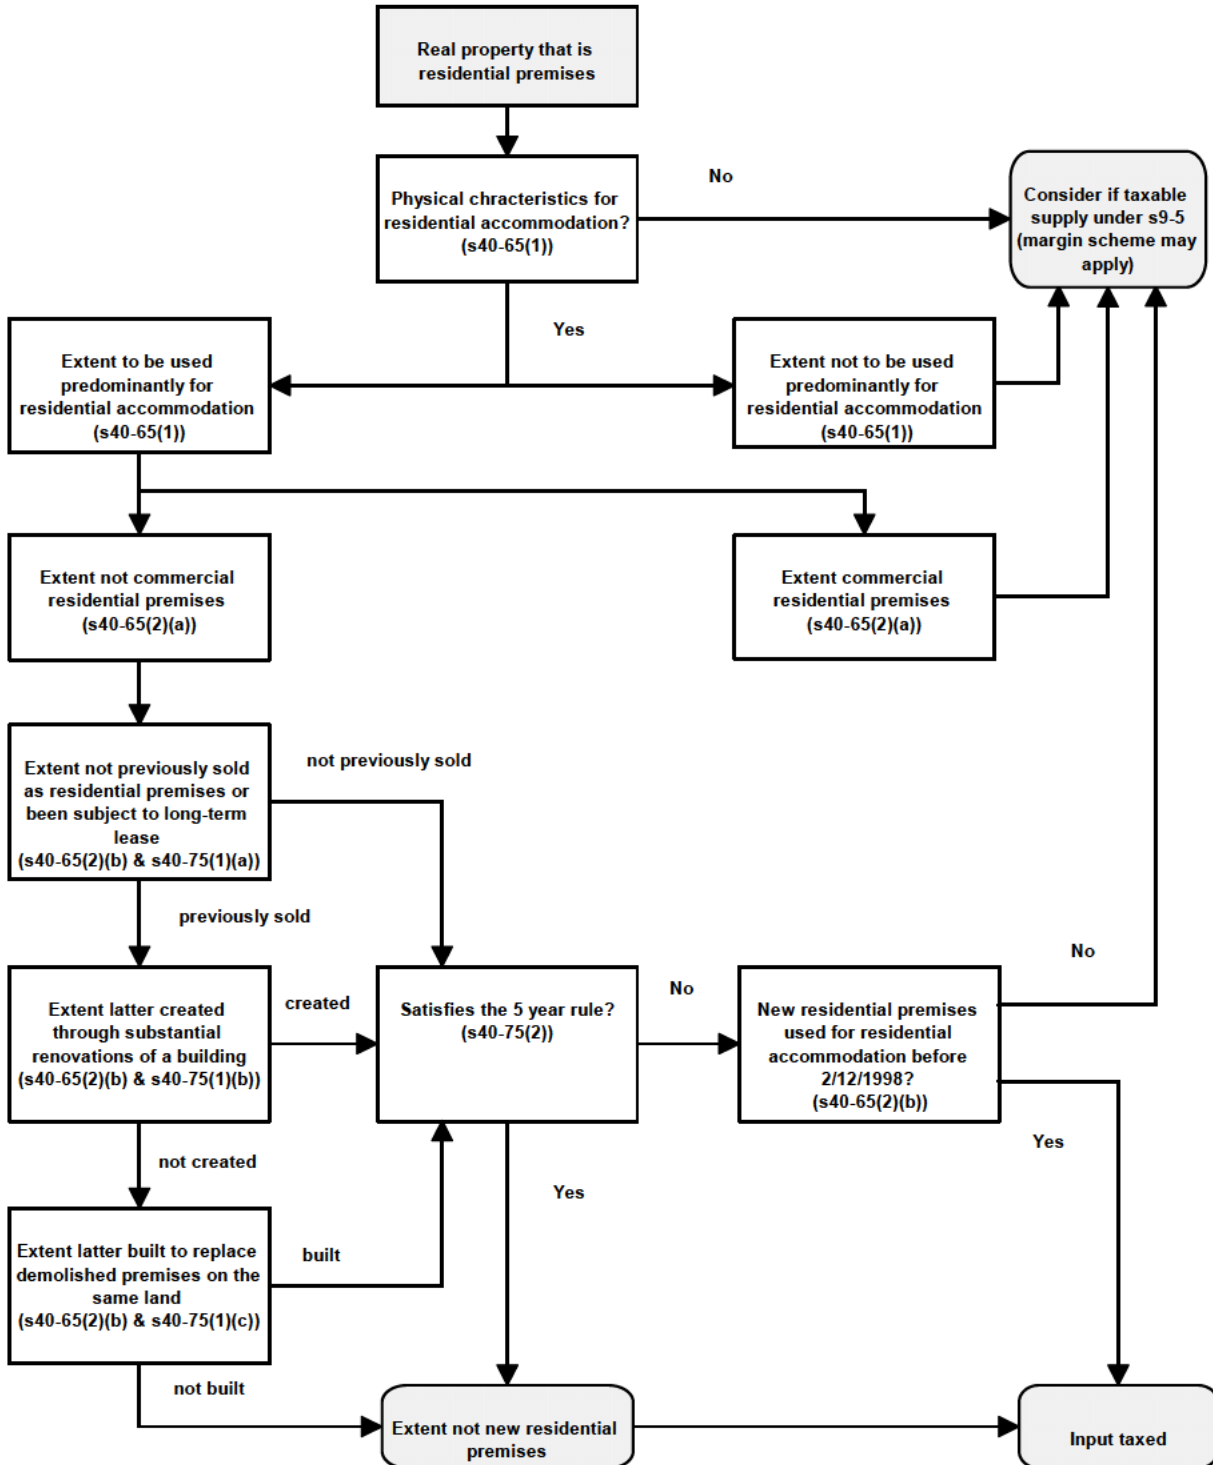 Real property that is
residential premises
Physical chracteristics for
residential accommodation?
(s40-65(1))
No
Consider if taxable
supply under s9-5
(margin scheme may
apply)
Yes
Extent to be used
predominantly for
residential accommodation
(s40-65(1))
Extent not to be used
predominantly for
residential accommodation
(s40-65(1))
Extent not commercial
residential premises
(s40-65(2)(a))
Extent commercial
residential premises
(s40-65(2)(a))
Extent not previously sold
as residential premises or
been subject to long-term
lease
(s40-65(2)(b) & s40-75(1)(a))
not previously sold
previously sold
Extent latter created
through substantial
renovations of a building
(s40-65(2)(b) & s40-75(1)(b))
created
Satisfies the 5 year rule?
(s40-75(2))
No
New residential premises
used for residential
accommodation before
2/12/1998?
(s40-65(2)(b))
No
Yes
not created
Yes
Extent latter built to replace
demolished premises on the
same land
(s40-65(2)(b) & s40-75(1)(c))
built
not built
Extent not new residential
premises
Input taxed